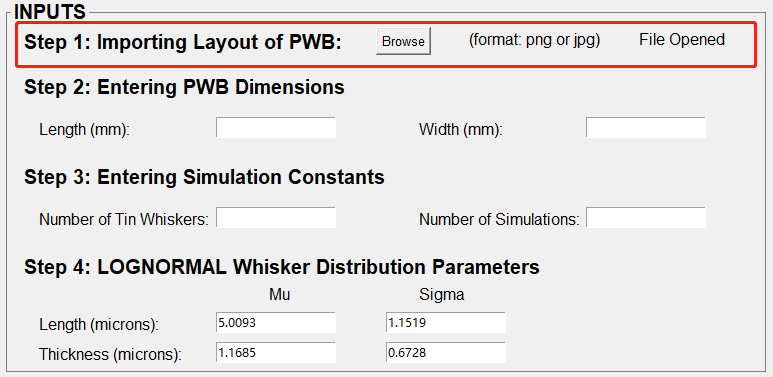 INPUTS
Step 1: Importing Layout of PWB: Browse (format: png or jpg) File Opened
Step 2: Entering PWB Dimensions
Length (mm): Width (mm):
Step 3: Entering Simulation Constants
Number of Tin Whiskers: Number of Simulations:
Step 4: LOGNORMAL Whisker Distribution Parameters
Mu Sigma
Length (microns): 5.0093 1.1519
Thickness (microns): 1.1685 0.6728